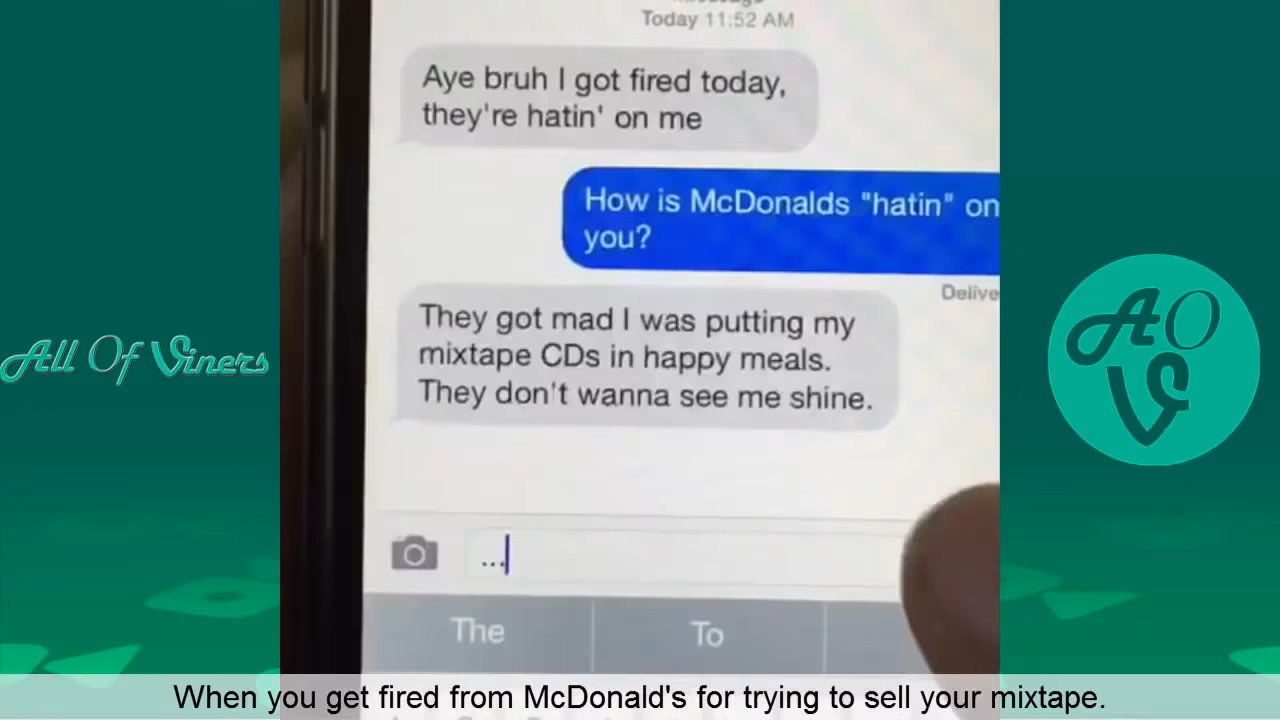 Today 11:52 AM
Aye bruh I got fired today,
they're hatin' on me
How is McDonalds "hatin" on
you?
They got mad I was putting my
mixtape CDs in happy meals.
They don't wanna see me shine.
...
The
To
All Of Viners
AOV
When you get fired from McDonald's for trying to sell your mixtape.